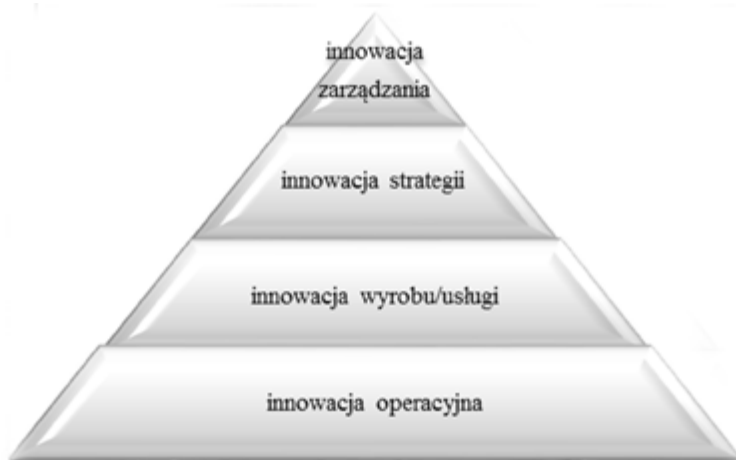 innowacja
zarządzania
innowacja strategii
innowacja wyrobu/usługi
innowacja operacyjna